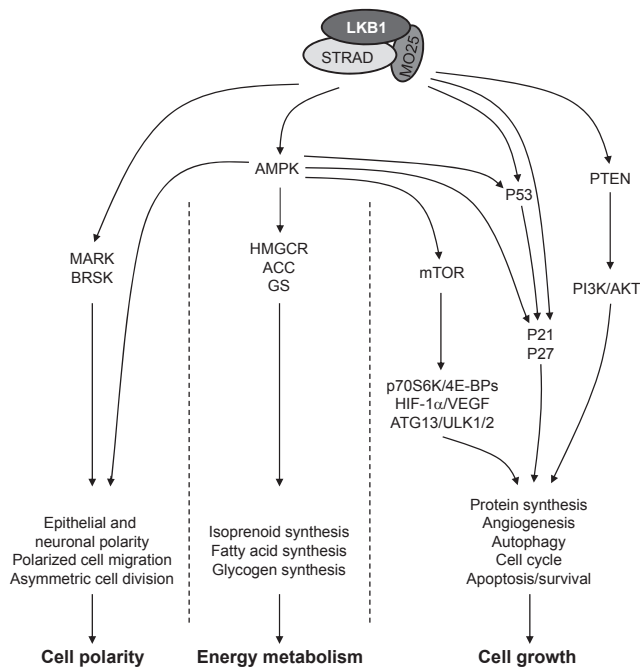 LKB1
STRAD
MO25
AMPK
P53
PTEN
MARK
BRSK
HMGCR
ACC
GS
mTOR
PI3K/AKT
P21
P27
p70S6K/4E-BPs
HIF-1α/VEGF
ATG13/ULK1/2
Epithelial and
neuronal polarity
Polarized cell migration
Asymmetric cell division
Isoprenoid synthesis
Fatty acid synthesis
Glycogen synthesis
Protein synthesis
Angiogenesis
Autophagy
Cell cycle
Apoptosis/survival
Cell polarity
Energy metabolism
Cell growth